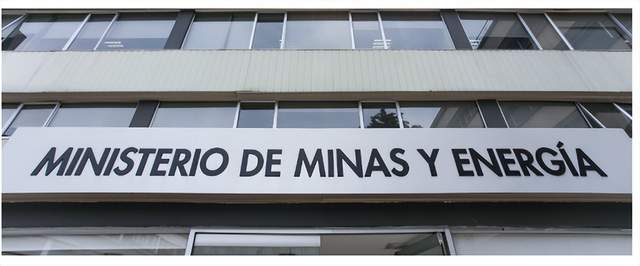 MINISTERIO DE MINAS Y ENERGÍA